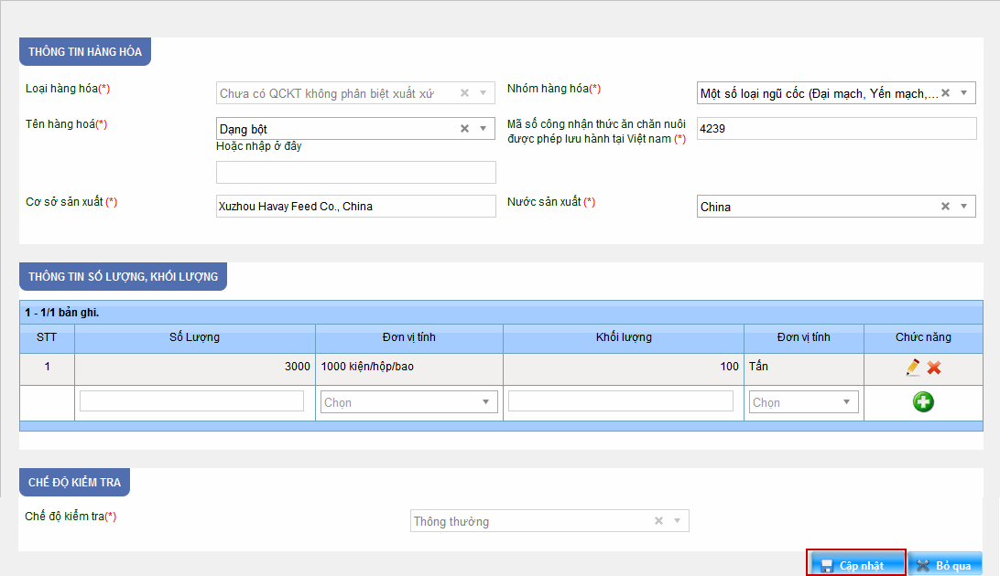 THÔNG TIN HÀNG HÓA
Loại hàng hóa(*)
Chưa có QCKT không phân biệt xuất xứ
Nhóm hàng hóa(*)
Một số loại ngũ cốc (Đại mạch, Yến mạch,...
Tên hàng hoá(*)
Dạng bột
Hoặc nhập ở đây
Mã số công nhận thức ăn chăn nuôi
được phép lưu hành tại Việt nam (*)
4239
Cơ sở sản xuất (*)
Xuzhou Havay Feed Co., China
Nước sản xuất (*)
China
THÔNG TIN SỐ LƯỢNG, KHỐI LƯỢNG
1 - 1/1 bản ghi.
STT Số Lượng Đơn vị tính Khối lượng Đơn vị tính Chức năng
1 3000 1000 kiện/hộp/bao 100 Tấn
Chọn Chọn
CHẾ ĐỘ KIỂM TRA
Chế độ kiểm tra(*)
Thông thường
Cập nhật Bỏ qua